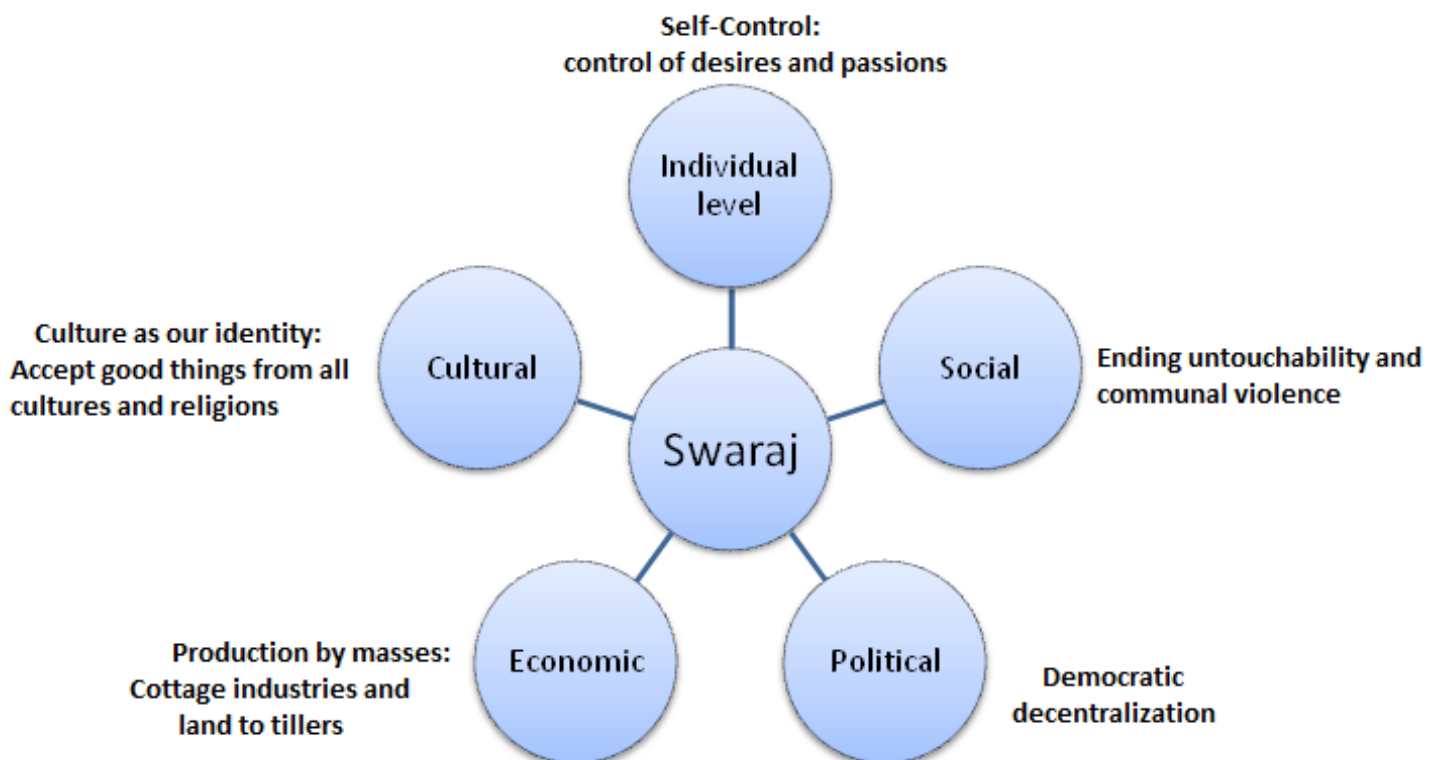 Self-Control:
control of desires and passions
Individual
level
Culture as our identity:
Accept good things from all
cultures and religions
Cultural
Social
Ending untouchability and
communal violence
Swaraj
Production by masses:
Cottage industries and
land to tillers
Economic
Political
Democratic
decentralization